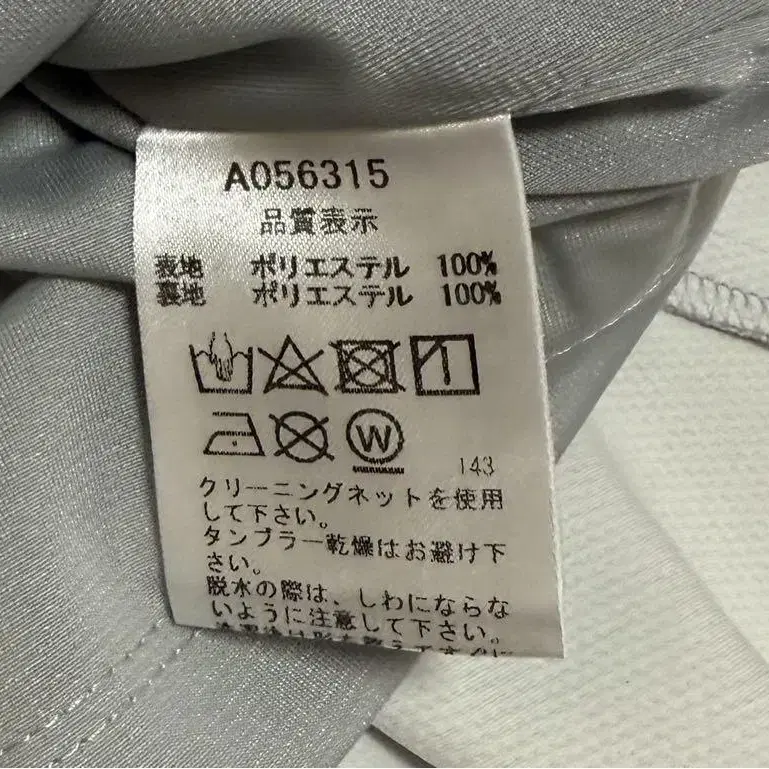 A056315
品質表示
表地 ポリエステル 100%
裏地 ポリエステル 100%
W
143
クリーニングネットを使用
して下さい。
タンブラー乾燥はお避け下
さい。
脱水の際は、しわにならな
いように注意して下さい。